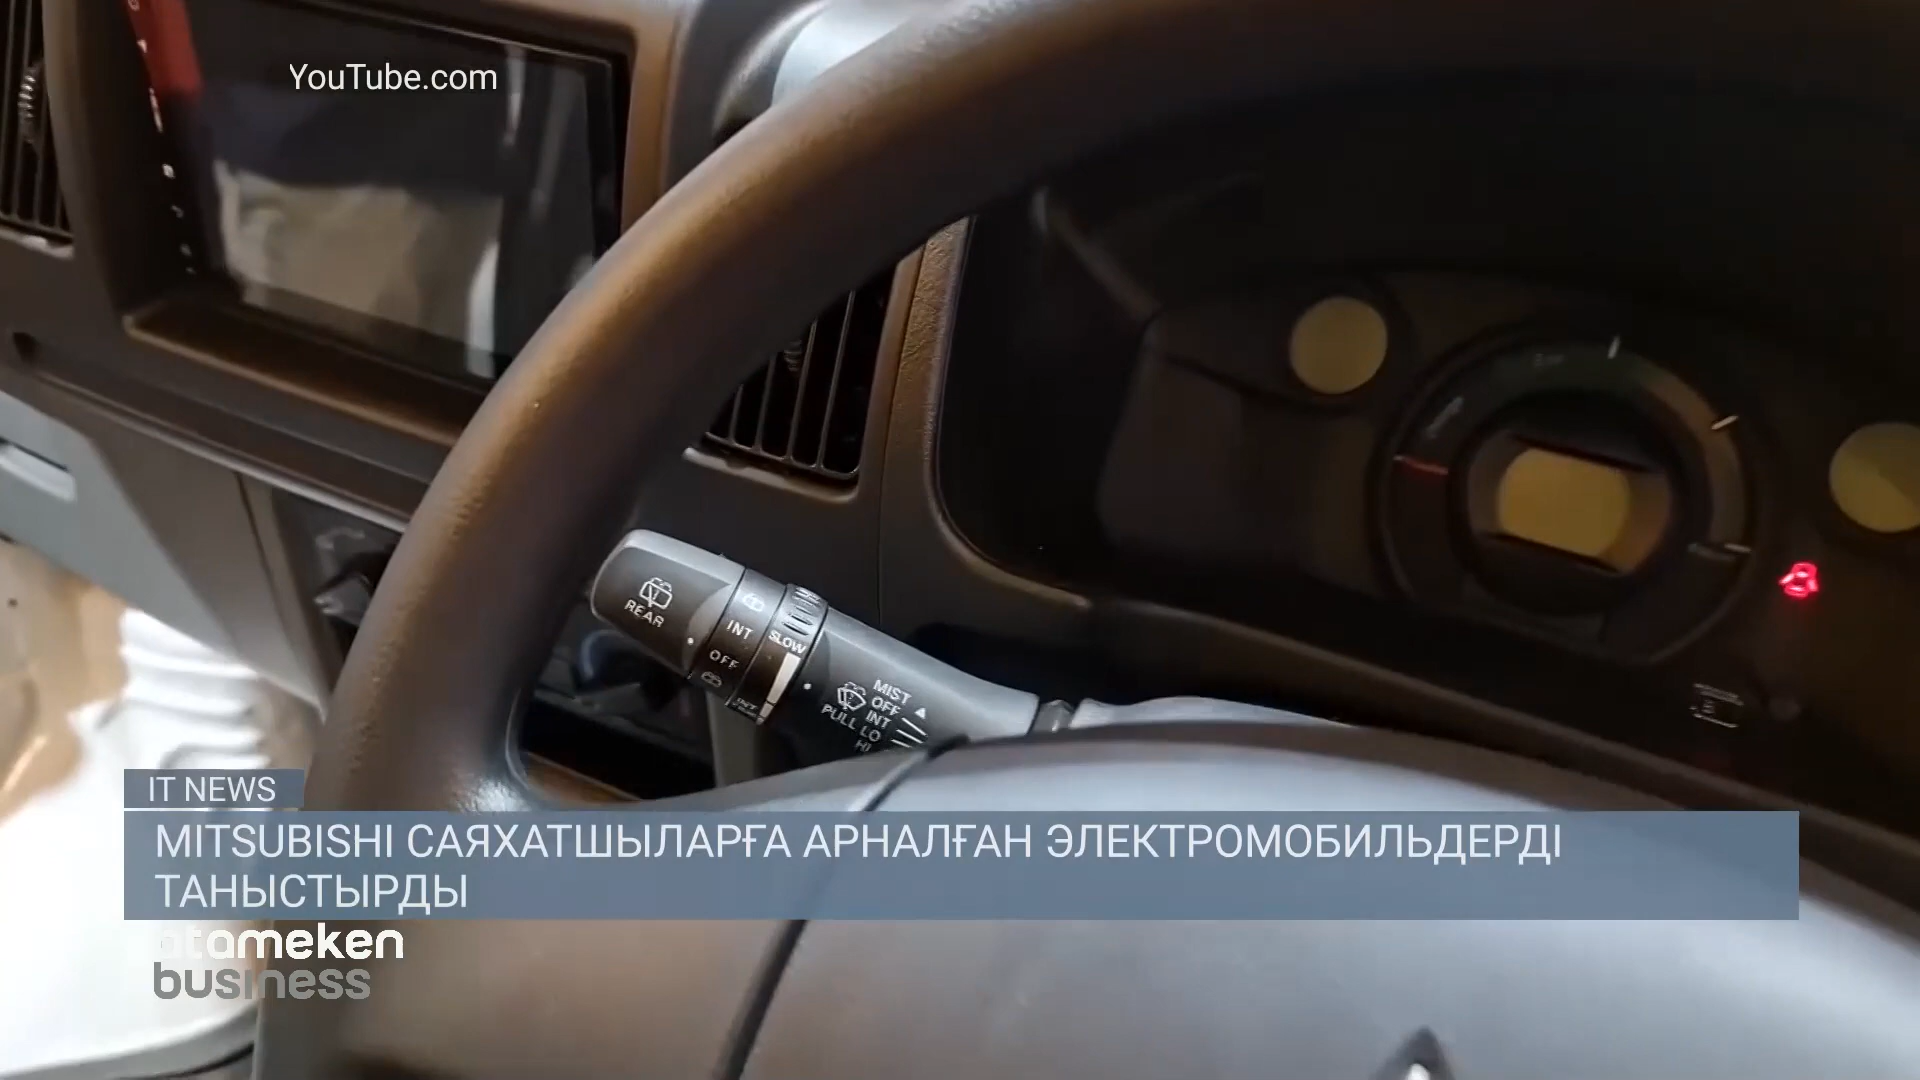 YouTube.com
REAR
INT
OFF
SLOW
INT
MIST
OFF
INT
PULL LO
HI
IT NEWS
MITSUBISHI САЯХАТШЫЛАРҒА АРНАЛҒАН ЭЛЕКТРОМОБИЛЬДЕРДІ
ТАНЫСТЫРДЫ
atameken
business